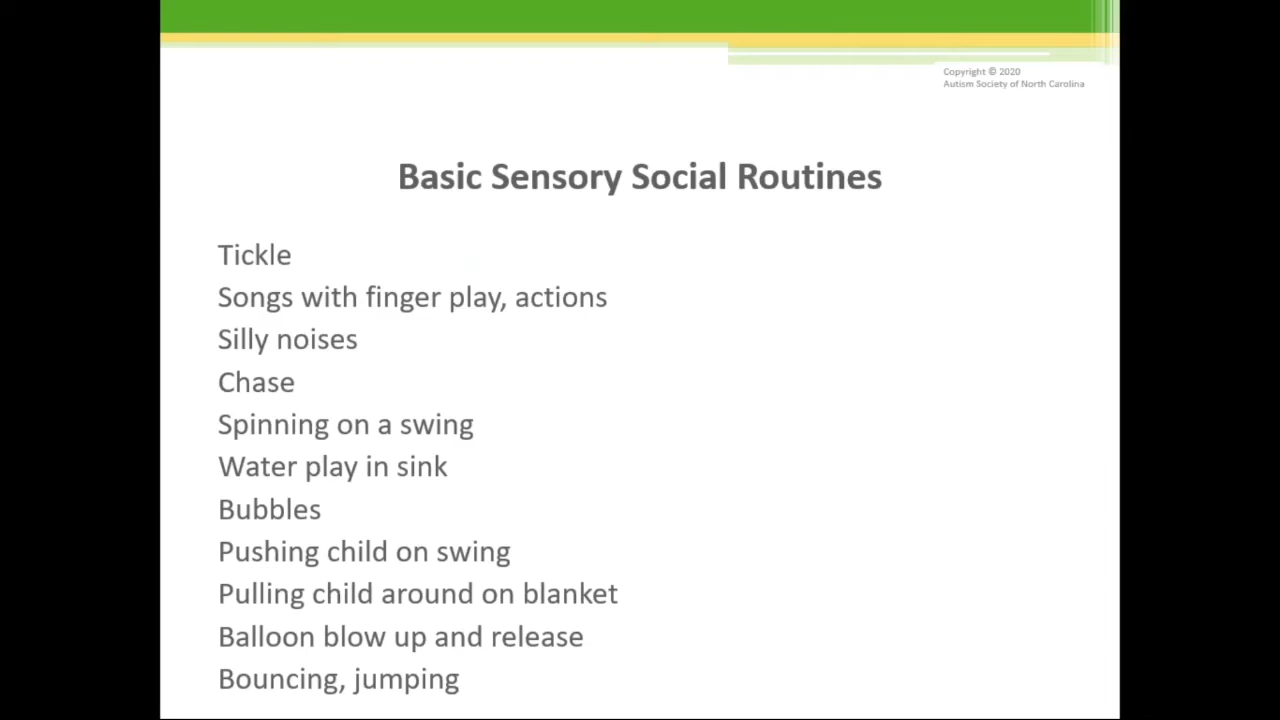 Copyright © 2020
Autism Society of North Carolina
Basic Sensory Social Routines
Tickle
Songs with finger play, actions
Silly noises
Chase
Spinning on a swing
Water play in sink
Bubbles
Pushing child on swing
Pulling child around on blanket
Balloon blow up and release
Bouncing, jumping